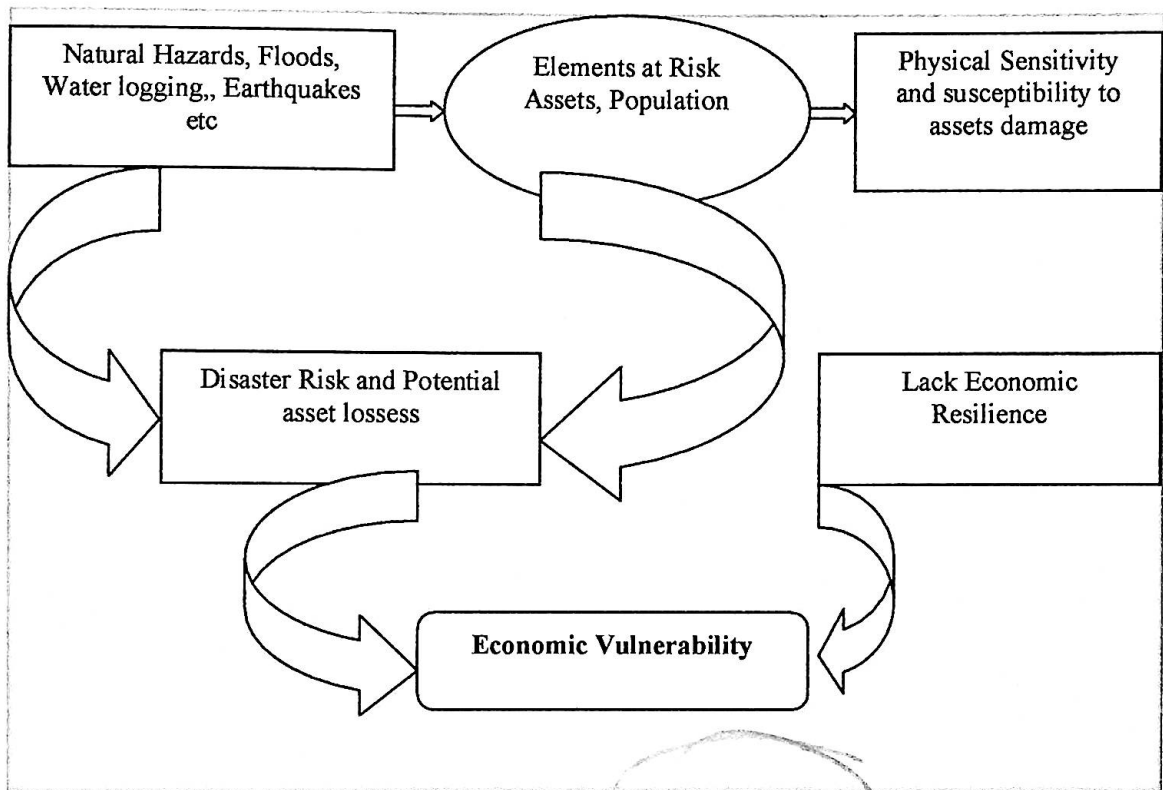 Natural Hazards, Floods,
Water logging,, Earthquakes
etc
Elements at Risk
Assets, Population
Physical Sensitivity
and susceptibility to
assets damage
Disaster Risk and Potential
asset lossess
Lack Economic
Resilience
Economic Vulnerability